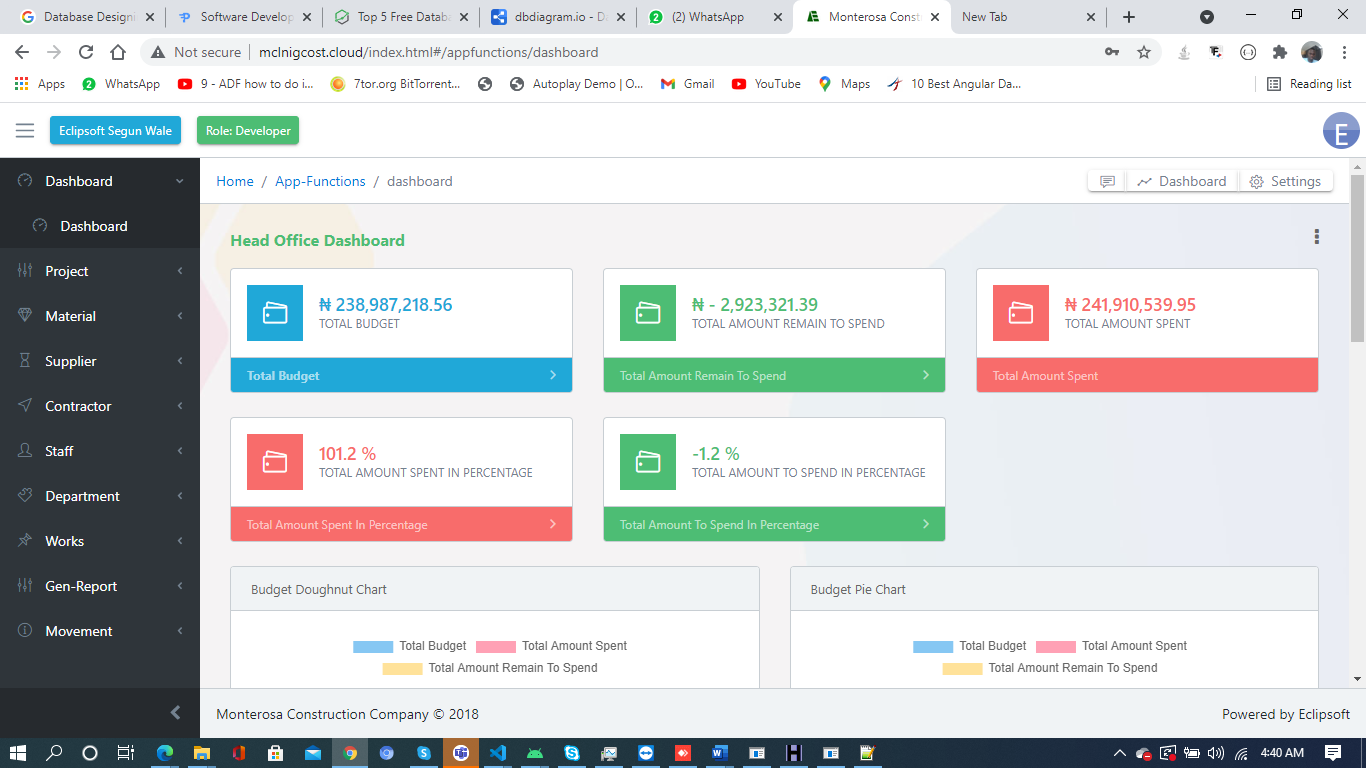 Database Designi
Software Develop
Top 5 Free Databa
dbdiagram.io - Da
(2) WhatsApp
Monterosa Const
New Tab
Not secure
mclnigcost.cloud/index.html#/appfunctions/dashboard
Apps
2
WhatsApp
9 - ADF how to do i...
7tor.org BitTorrent...
Autoplay Demo | O...
Gmail
YouTube
Maps
10 Best Angular Da...
Reading list
Eclipsoft Segun Wale
Role: Developer
E
Dashboard
Home / App-Functions / dashboard
Dashboard
Settings
Dashboard
Project
Material
Supplier
Contractor
Staff
Department
Works
Gen-Report
Movement
Head Office Dashboard
₦ 238,987,218.56
TOTAL BUDGET
Total Budget
₦ - 2,923,321.39
TOTAL AMOUNT REMAIN TO SPEND
Total Amount Remain To Spend
₦ 241,910,539.95
TOTAL AMOUNT SPENT
Total Amount Spent
101.2 %
TOTAL AMOUNT SPENT IN PERCENTAGE
Total Amount Spent In Percentage
-1.2 %
TOTAL AMOUNT TO SPEND IN PERCENTAGE
Total Amount To Spend In Percentage
Budget Doughnut Chart
Total Budget
Total Amount Spent
Total Amount Remain To Spend
Budget Pie Chart
Total Budget
Total Amount Spent
Total Amount Remain To Spend
Monterosa Construction Company © 2018
Powered by Eclipsoft
4:40 AM